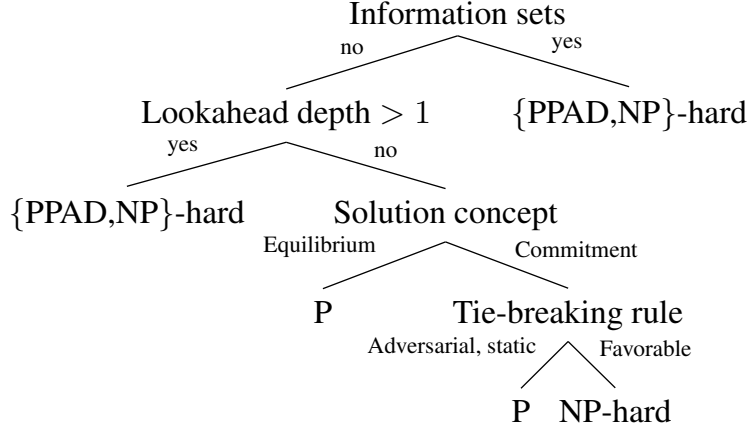 Information sets
no
yes
Lookahead depth > 1
{PPAD,NP}-hard
yes
no
{PPAD,NP}-hard
Solution concept
Equilibrium
Commitment
P
Tie-breaking rule
Adversarial, static
Favorable
P
NP-hard